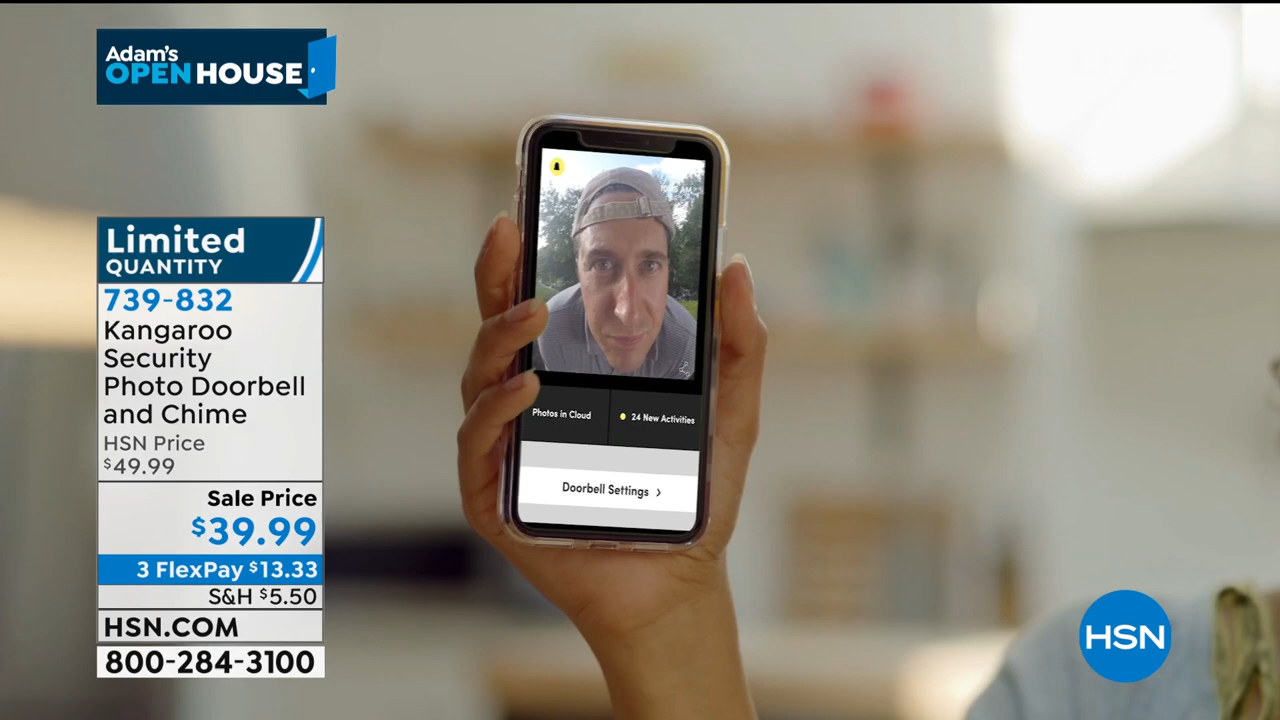 Adam's
OPEN HOUSE
Limited
QUANTITY
739-832
Kangaroo
Security
Photo Doorbell
and Chime
HSN Price
$49.99
Sale Price
$39.99
3 FlexPay $13.33
S&H $5.50
HSN.COM
800-284-3100
Photos in Cloud
24 New Activities
Doorbell Settings >
HSN